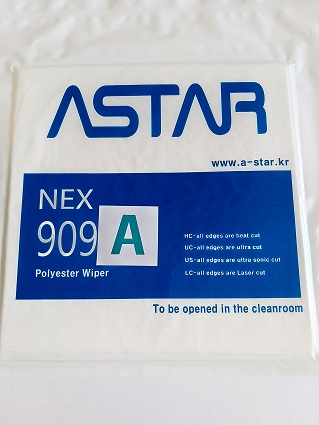 ASTAR
www.a-star.kr
NEX
909 A
Polyester Wiper
HC-all edges are heat cut
UC-all edges are ultra cut
US-all edges are ultra sonic cut
LC-all edges are Laser cut
To be opened in the cleanroom